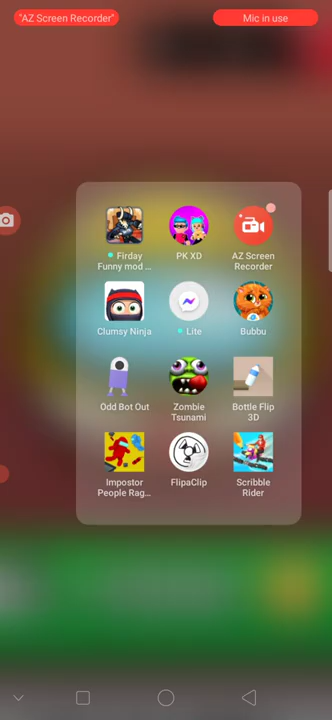 "AZ Screen Recorder"
Mic in use
Firday
Funny mod ...
PK XD
AZ Screen
Recorder
Clumsy Ninja
Lite
Bubbu
Odd Bot Out
Zombie
Tsunami
Bottle Flip
3D
Impostor
People Rag...
FlipaClip
Scribble
Rider